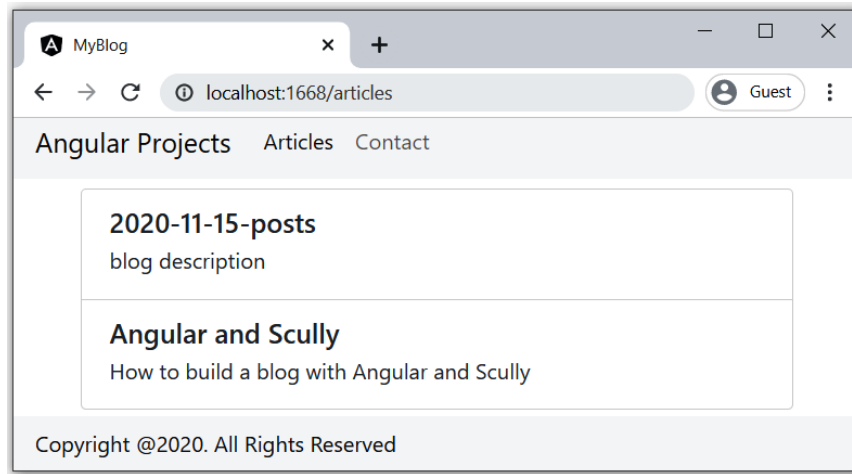 MyBlog
localhost:1668/articles
Guest
Angular Projects Articles Contact
2020-11-15-posts
blog description
Angular and Scully
How to build a blog with Angular and Scully
Copyright @2020. All Rights Reserved